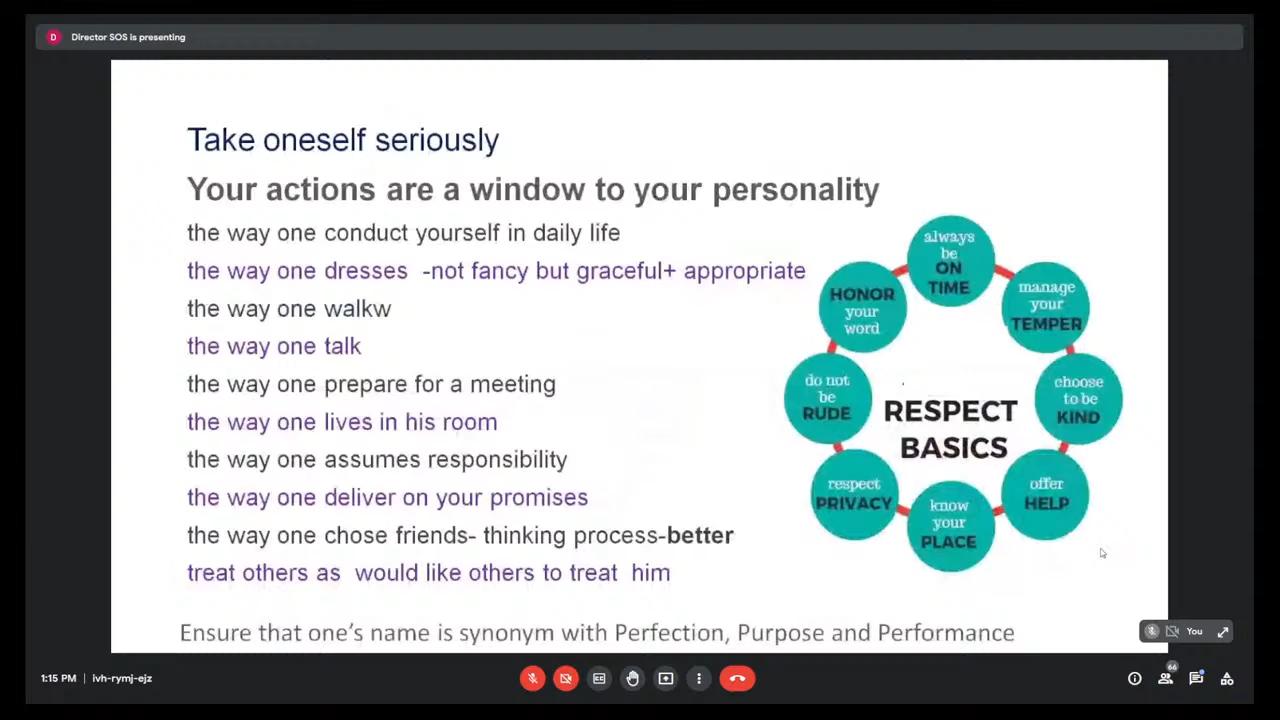 D Director SOS is presenting
Take oneself seriously
Your actions are a window to your personality
the way one conduct yourself in daily life
the way one dresses -not fancy but graceful+ appropriate
the way one walkw
the way one talk
the way one prepare for a meeting
the way one lives in his room
the way one assumes responsibility
the way one deliver on your promises
the way one chose friends- thinking process-better
treat others as would like others to treat him
always
be
ON
TIME
manage
your
TEMPER
choose
to be
KIND
offer
HELP
know
your
PLACE
respect
PRIVACY
do not
be
RUDE
HONOR
your
word
RESPECT
BASICS
Ensure that one's name is synonym with Perfection, Purpose and Performance
You
1:15 PM | ivh-rymj-ejz
66